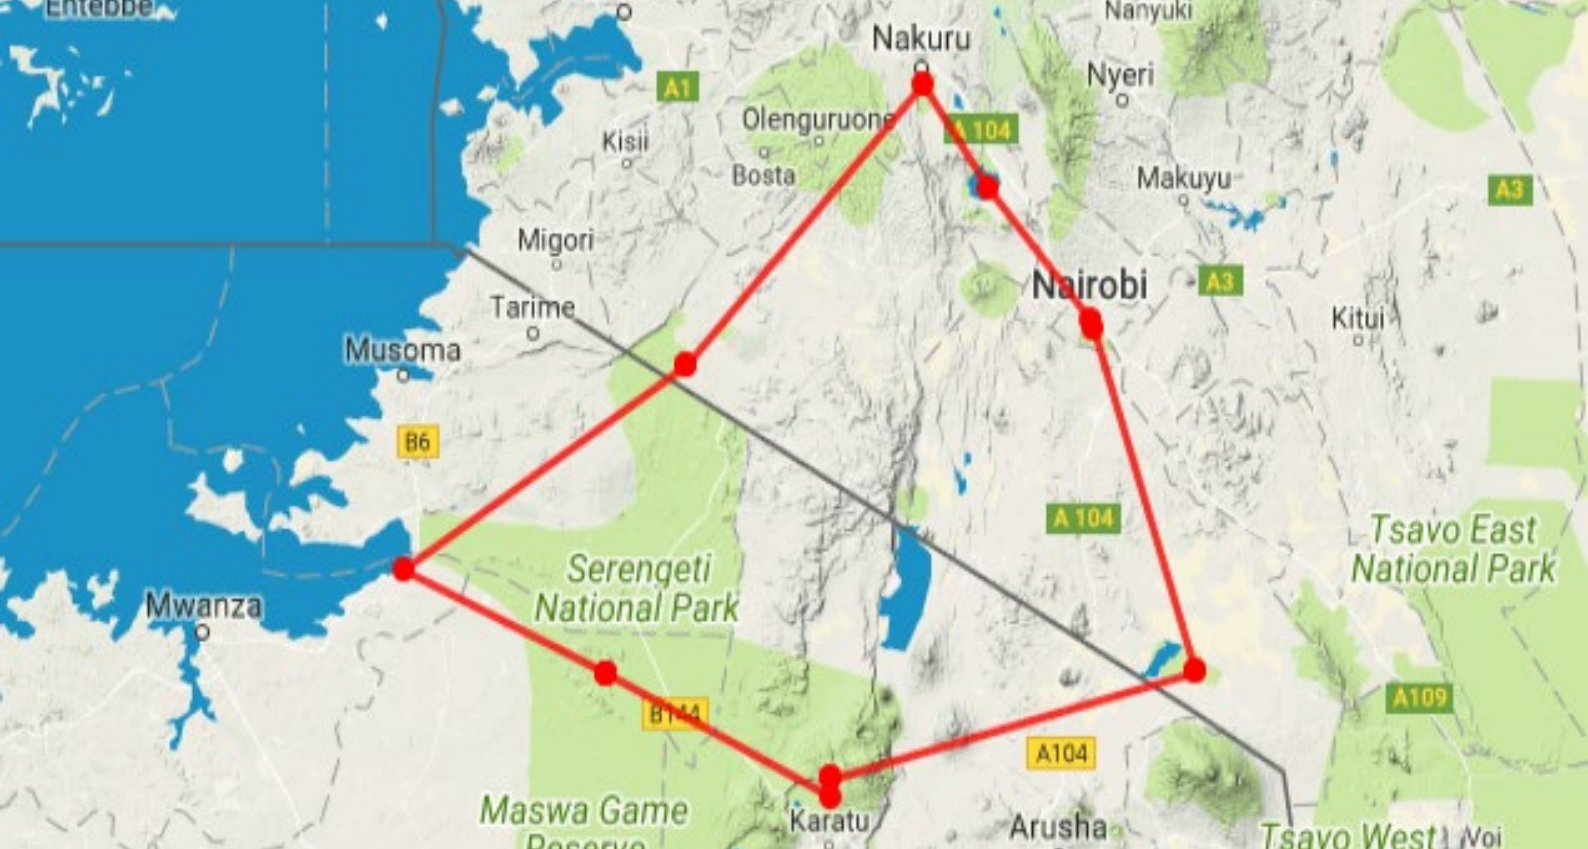 Entebbe
Nanyuki
Nakuru
Nyeri
A1
Olenguruone
A 104
Kisii
Bosta
Makuyu
A3
Migori
Nairobi
A3
Tarime
Kitui
Musoma
B6
A 104
Tsavo East
National Park
Serengeti
National Park
Mwanza
A109
B144
A104
Maswa Game
Reserve
Karatu
Arusha
Tsavo West
Voi